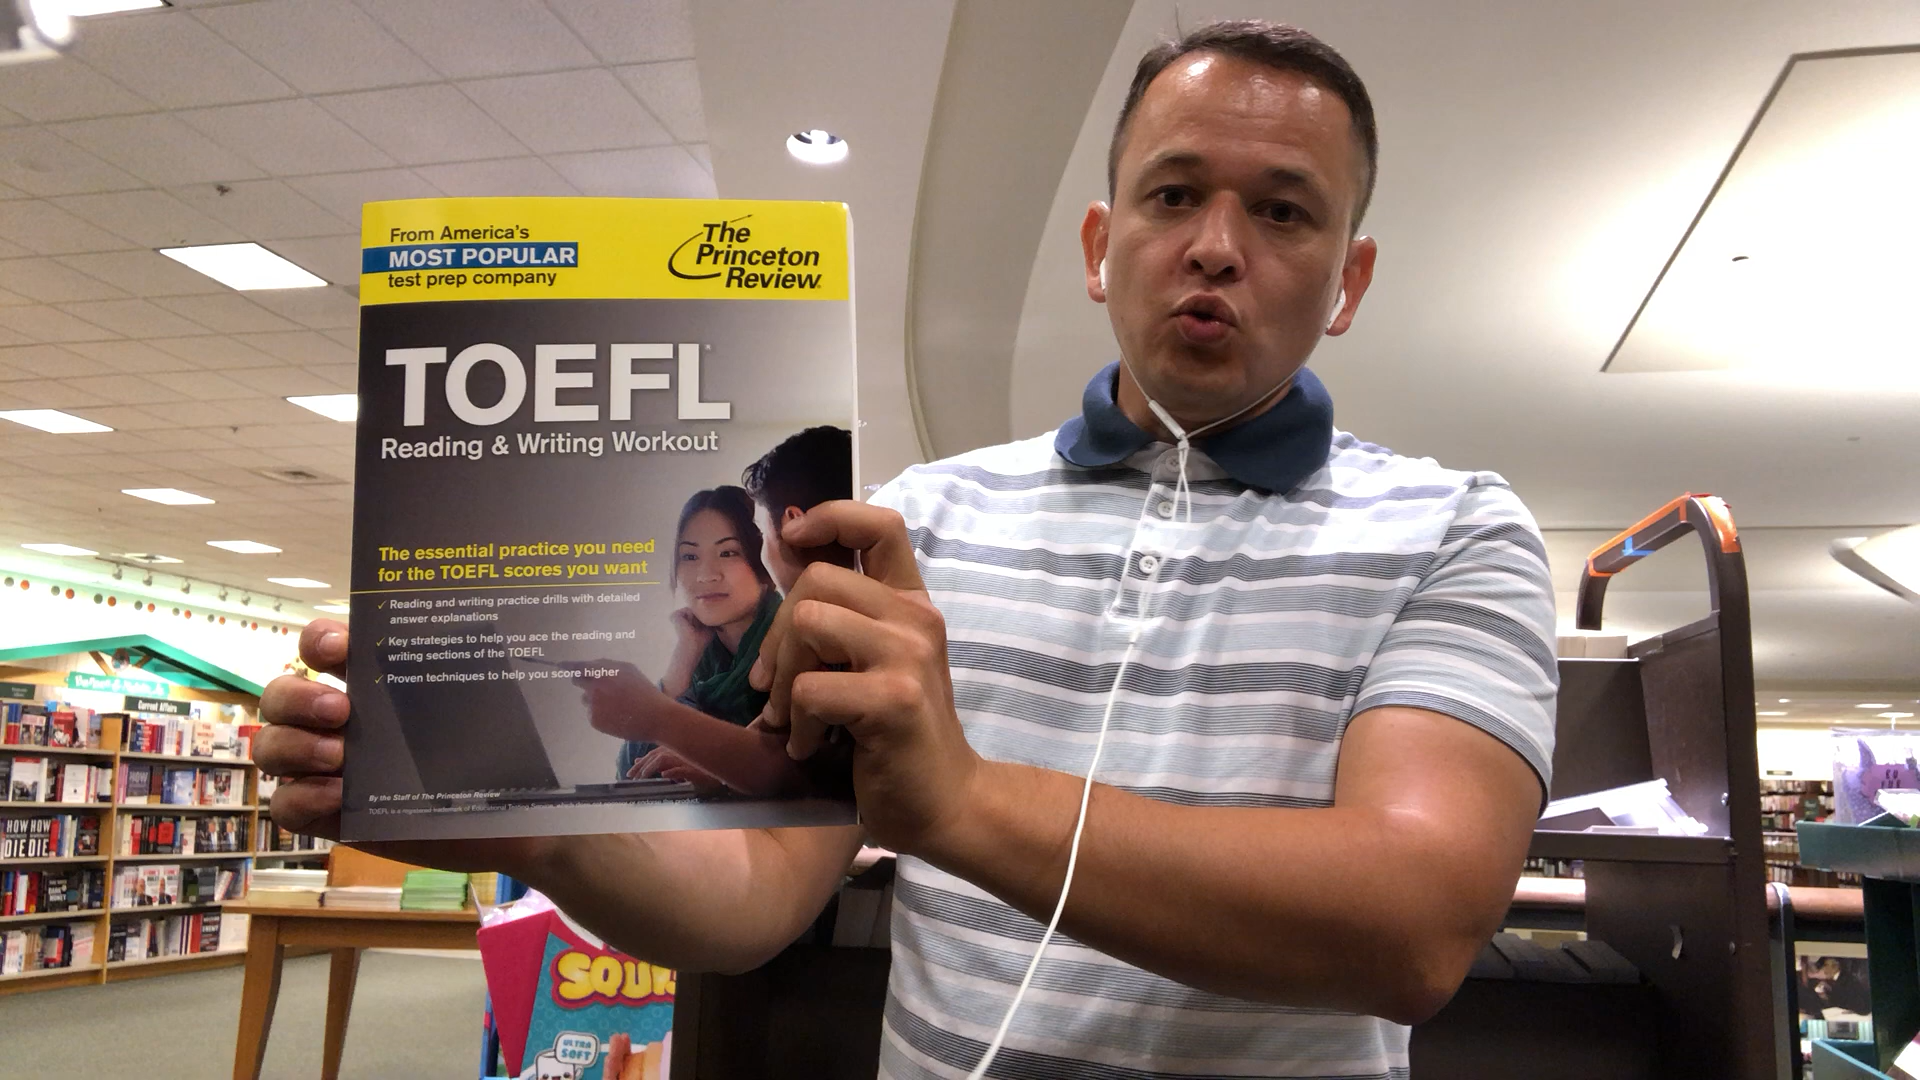 From America's
MOST POPULAR
test prep company
The
Princeton
Review
TOEFL
Reading & Writing Workout
The essential practice you need
for the TOEFL scores you want
✓ Reading and writing practice drills with detailed
answer explanations
✓ Key strategies to help you ace the reading and
writing sections of the TOEFL
✓ Proven techniques to help you score higher
By the Staff of The Princeton Review
Current Affairs
HOW HOW
DIE DIE
ULTRA
SOFT